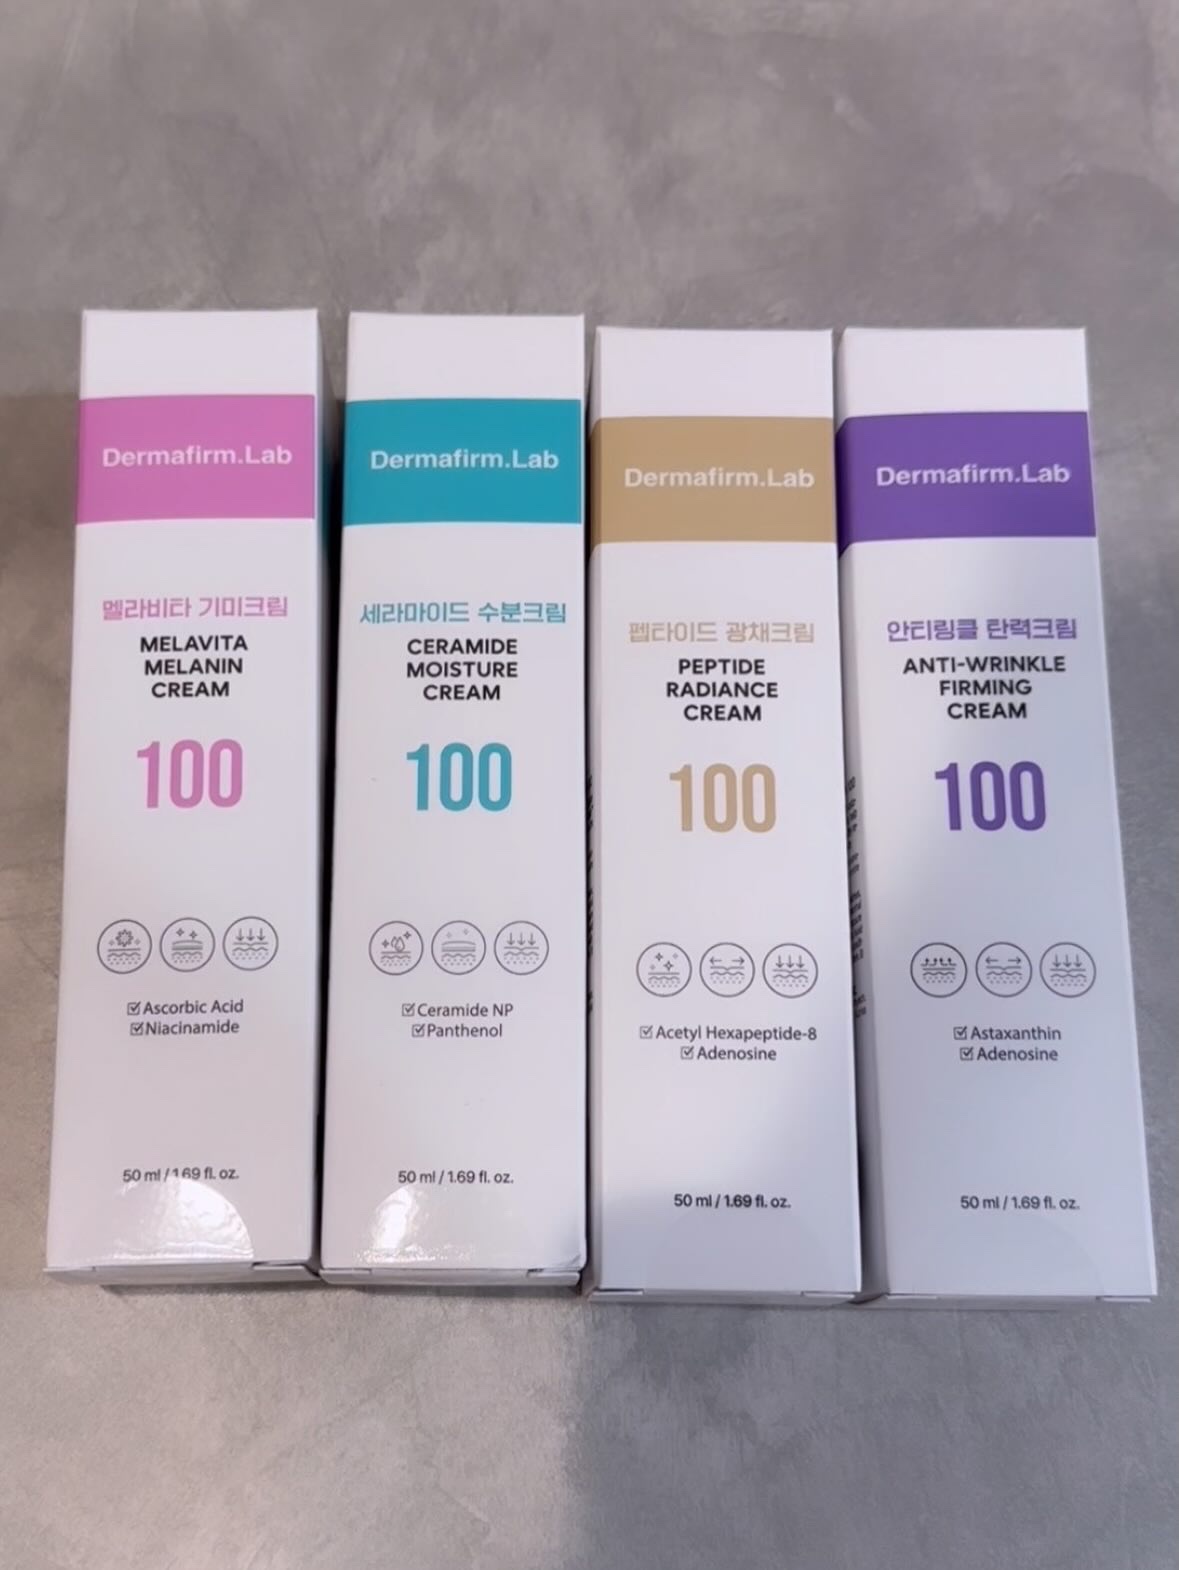 Dermafirm.Lab
멜라비타 기미크림
MELAVITA
MELANIN
CREAM
100
Ascorbic Acid
Niacinamide
50 ml / 1.69 fl. oz.
Dermafirm.Lab
세라마이드 수분크림
CERAMIDE
MOISTURE
CREAM
100
Ceramide NP
Panthenol
50 ml / 1.69 fl. oz.
Dermafirm.Lab
펩타이드 광채크림
PEPTIDE
RADIANCE
CREAM
100
Acetyl Hexapeptide-8
Adenosine
50 ml / 1.69 fl. oz.
Dermafirm.Lab
안티링클 탄력크림
ANTI-WRINKLE
FIRMING
CREAM
100
Astaxanthin
Adenosine
50 ml / 1.69 fl. oz.